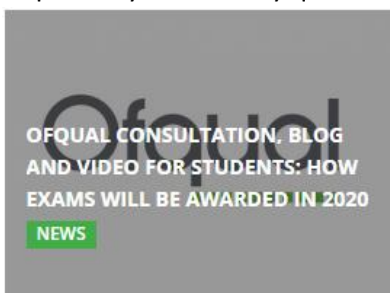 Ofqual
OFQUAL CONSULTATION, BLOG
AND VIDEO FOR STUDENTS: HOW
EXAMS WILL BE AWARDED IN 2020
NEWS